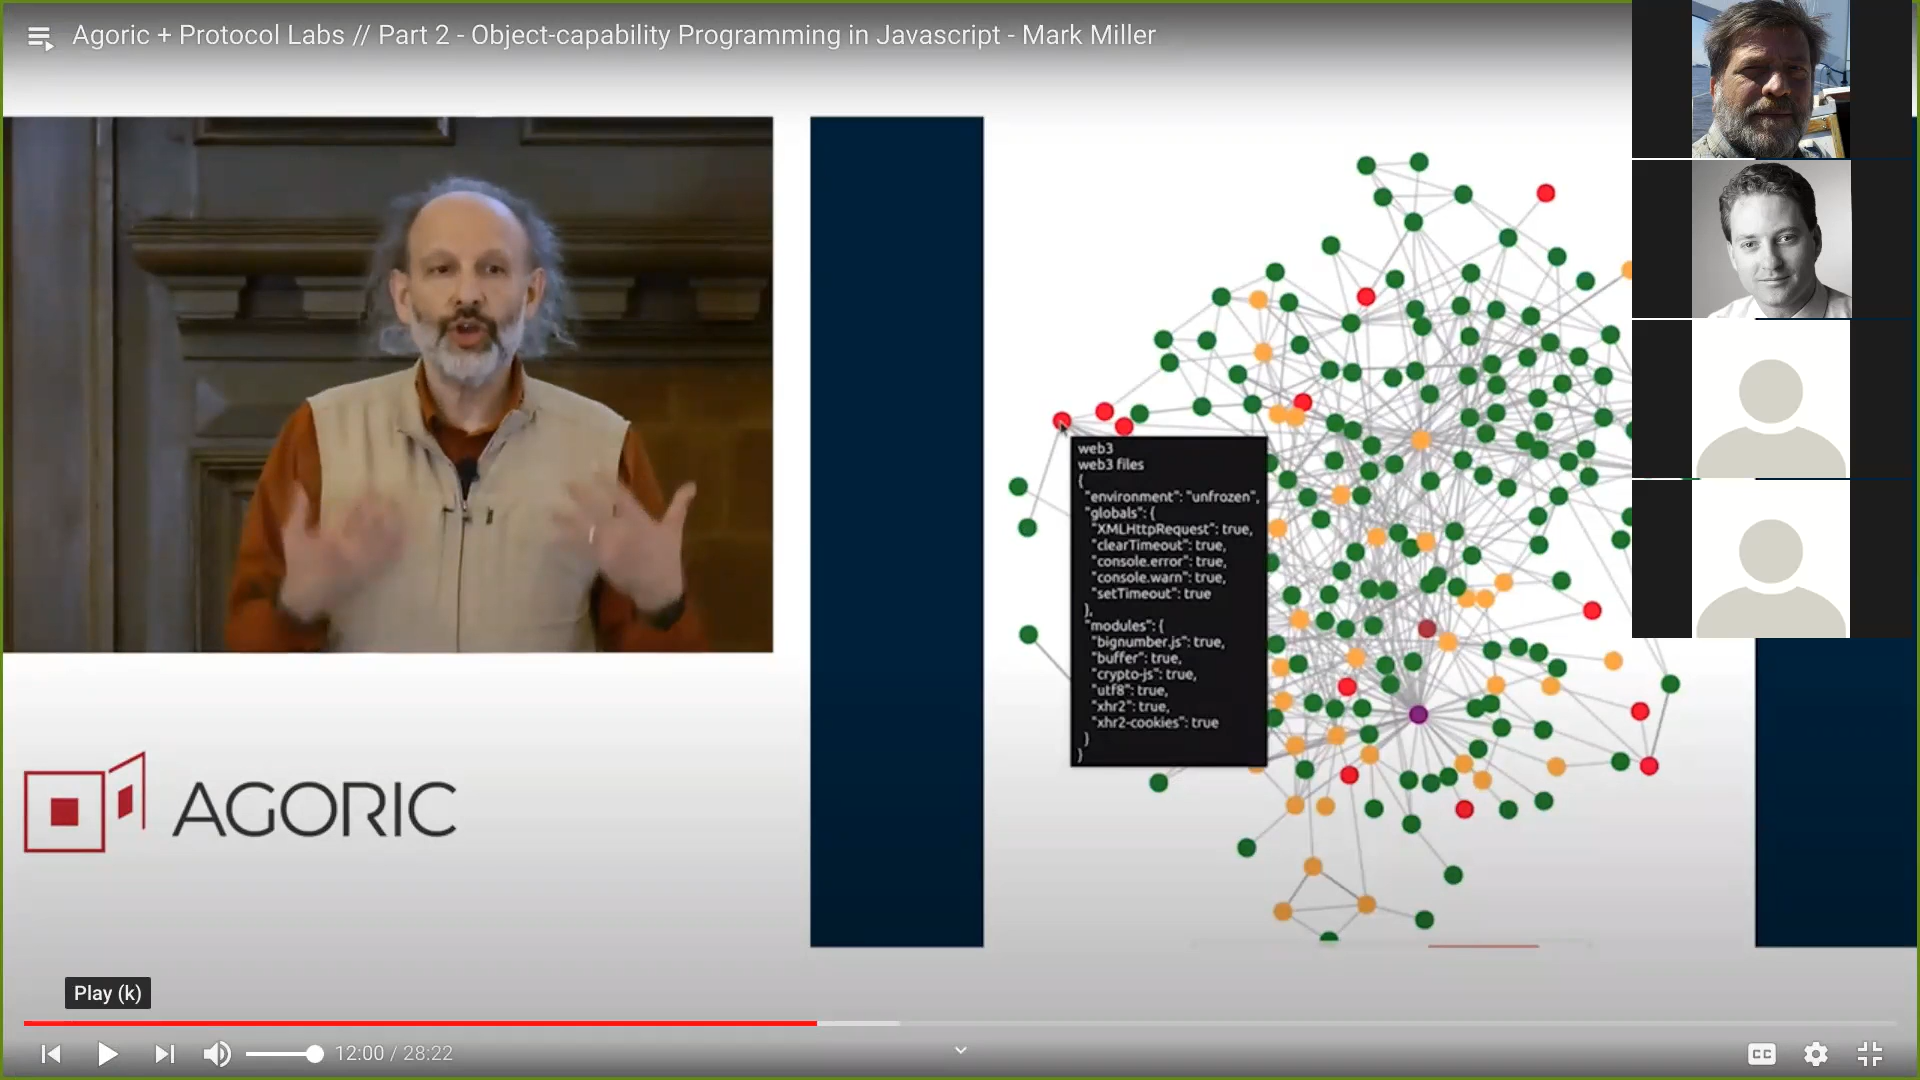 Agoric + Protocol Labs // Part 2 - Object-capability Programming in Javascript - Mark Miller
web3
web3 files
{
"environment": "unfrozen",
"globals": {
"XMLHttpRequest": true,
"clearTimeout": true,
"console.error": true,
"console.warn": true,
"setTimeout": true
},
"modules": {
"bignumber.js": true,
"buffer": true,
"crypto-js": true,
"utf8": true,
"xhr2": true,
"xhr2-cookies": true
}
}
AGORIC
Play (k)
12:00 / 28:22
CC